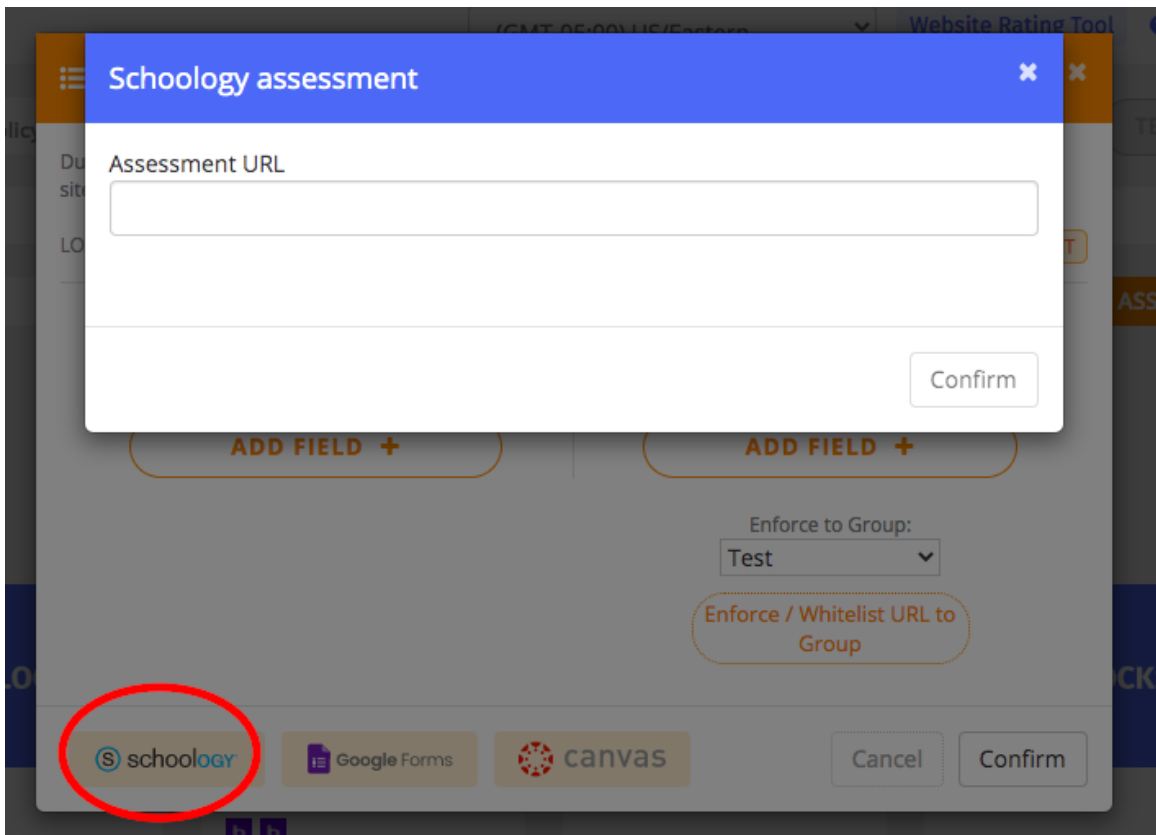 (GMT-05:00) US/Eastern
Website Rating Tool
Schoology assessment
Assessment URL
Confirm
ADD FIELD +
ADD FIELD +
Enforce to Group:
Test
Enforce / Whitelist URL to
Group
S schoology
Google Forms
canvas
Cancel
Confirm